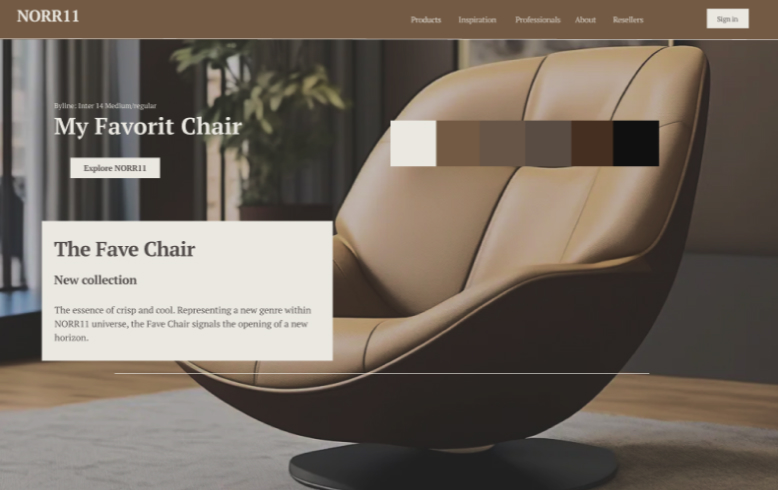 NORR11
Products Inspiration Professionals About Resellers
Sign in
Byline: Inter 14 Medium/regular
My Favorit Chair
Explore NORR11
The Fave Chair
New collection
The essence of crisp and cool. Representing a new genre within
NORR11 universe, the Fave Chair signals the opening of a new
horizon.